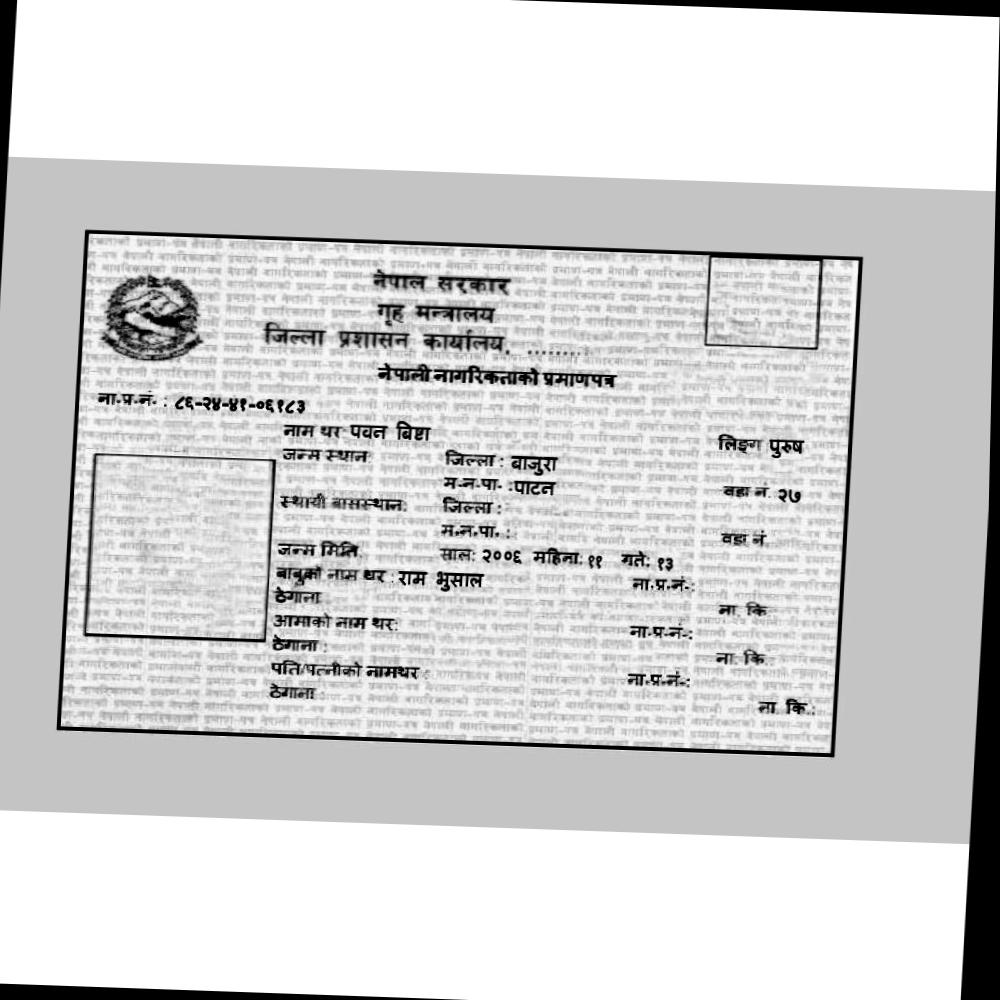 नेपाल सरकार
गृह मन्त्रालय
जिल्ला प्रशासन कार्यालय, ..........
नेपाली नागरिकताको प्रमाणपत्र
ना.प्र.नं. : ८६-२४-४१-०६१८३
नाम थर पवन बिष्टा लिङ्ग पुरुष
जन्म स्थान: जिल्ला : बाजुरा
म.न.पा. :पाटन वडा नं. २७
स्थायी बासस्थान: जिल्ला :
म.न.पा. : वडा नं
जन्म मिति: साल: २००६ महिना: ११ गते: १३
बाबुको नाम थर : राम भुसाल ना.प्र.नं.:
ठेगाना ना. कि
आमाको नाम थर: ना.प्र.नं.:
ठेगाना : ना. कि.:
पति/पत्नीको नामथर : ना.प्र.नं.:
ठेगाना : ना. कि.: